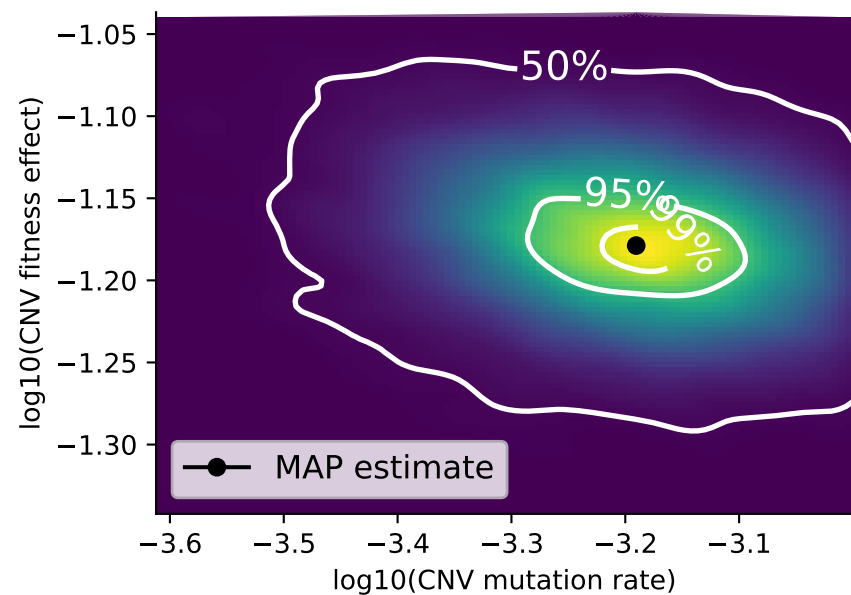 −1.05
−1.10
−1.15
−1.20
−1.25
−1.30
log10(CNV fitness effect)
50%
95%
99%
MAP estimate
−3.6 −3.5 −3.4 −3.3 −3.2 −3.1
log10(CNV mutation rate)